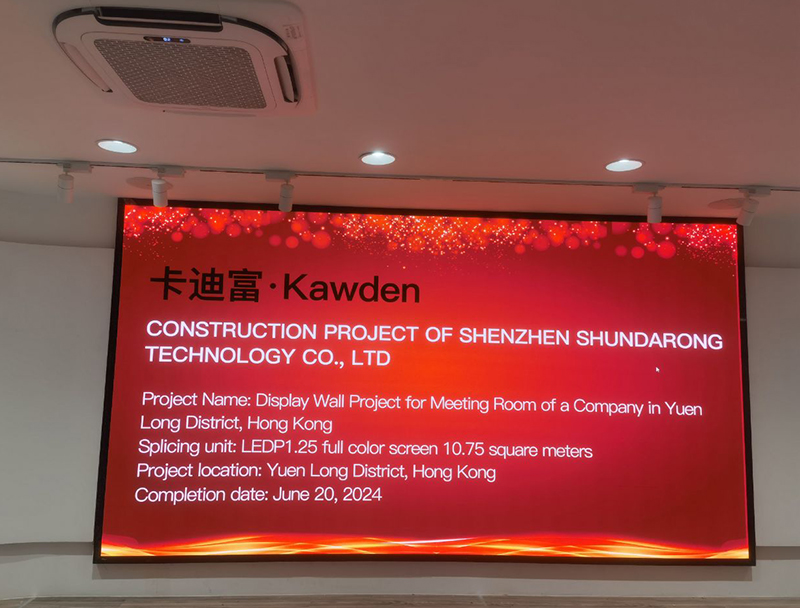 卡迪富·Kawden
CONSTRUCTION PROJECT OF SHENZHEN SHUNDARONG
TECHNOLOGY CO., LTD
Project Name: Display Wall Project for Meeting Room of a Company in Yuen
Long District, Hong Kong
Splicing unit: LEDP1.25 full color screen 10.75 square meters
Project location: Yuen Long District, Hong Kong
Completion date: June 20, 2024